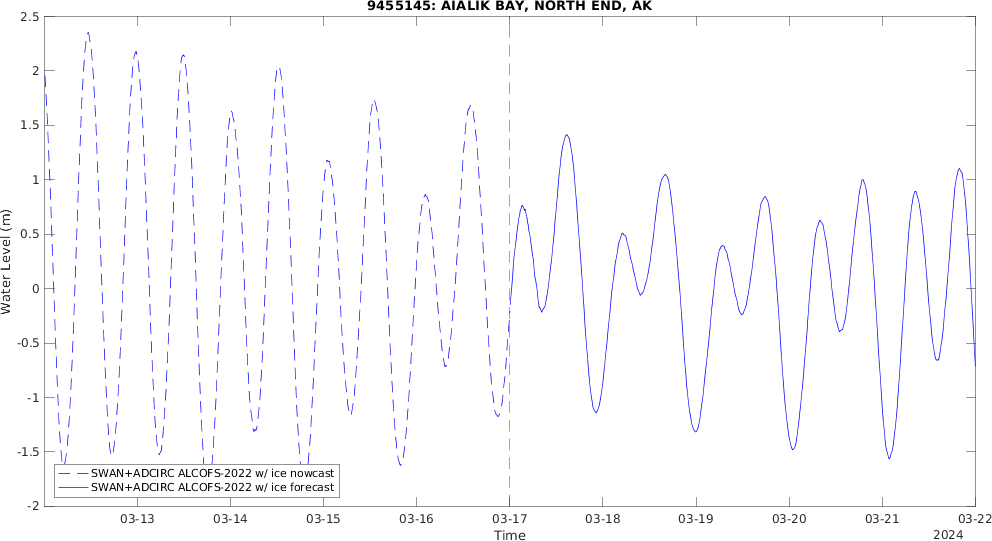 9455145: AIALIK BAY, NORTH END, AK
2.5
2
1.5
1
0.5
0
-0.5
-1
-1.5
-2
Water Level (m)
SWAN+ADCIRC ALCOFS-2022 w/ ice nowcast
SWAN+ADCIRC ALCOFS-2022 w/ ice forecast
03-13 03-14 03-15 03-16 03-17 03-18 03-19 03-20 03-21 03-22
Time
2024